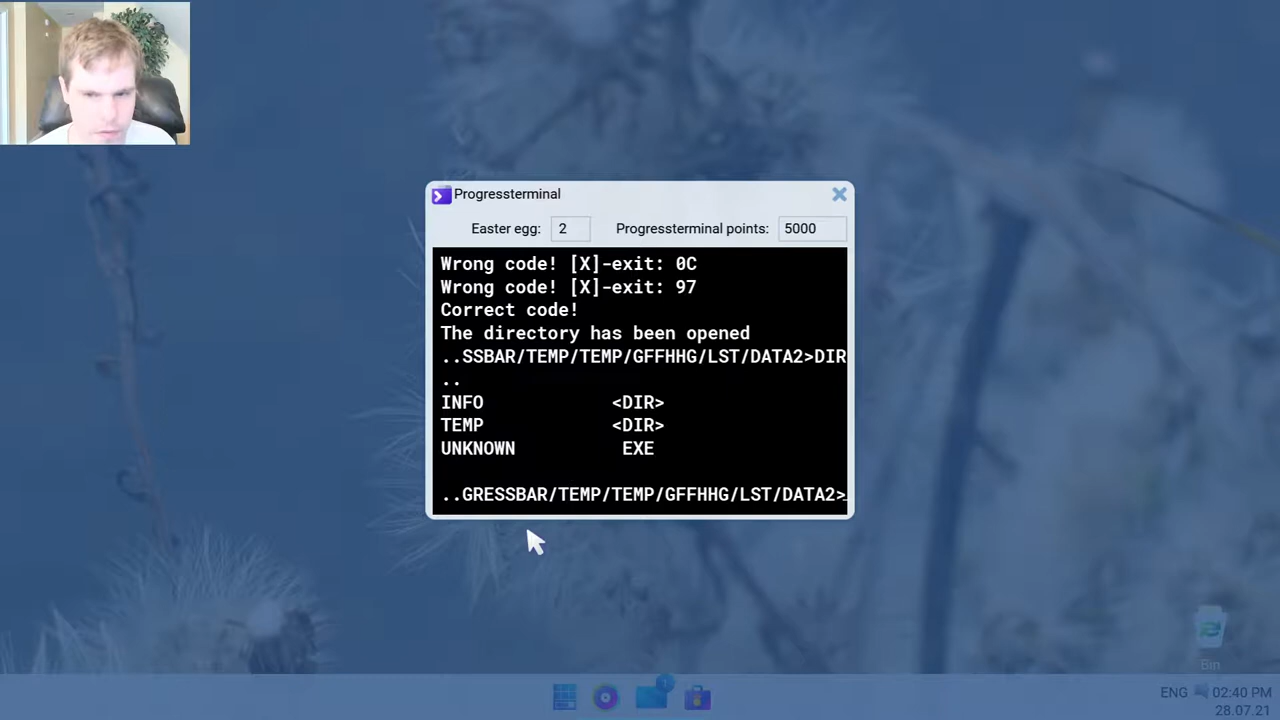 Progressterminal
Easter egg: 2 Progressterminal points: 5000
Wrong code! [X]-exit: 0C
Wrong code! [X]-exit: 97
Correct code!
The directory has been opened
..SSBAR/TEMP/TEMP/GFFHHG/LST/DATA2>DIR
..
INFO <DIR>
TEMP <DIR>
UNKNOWN EXE
..GRESSBAR/TEMP/TEMP/GFFHHG/LST/DATA2>_
Bin
1
ENG 02:40 PM
28.07.21